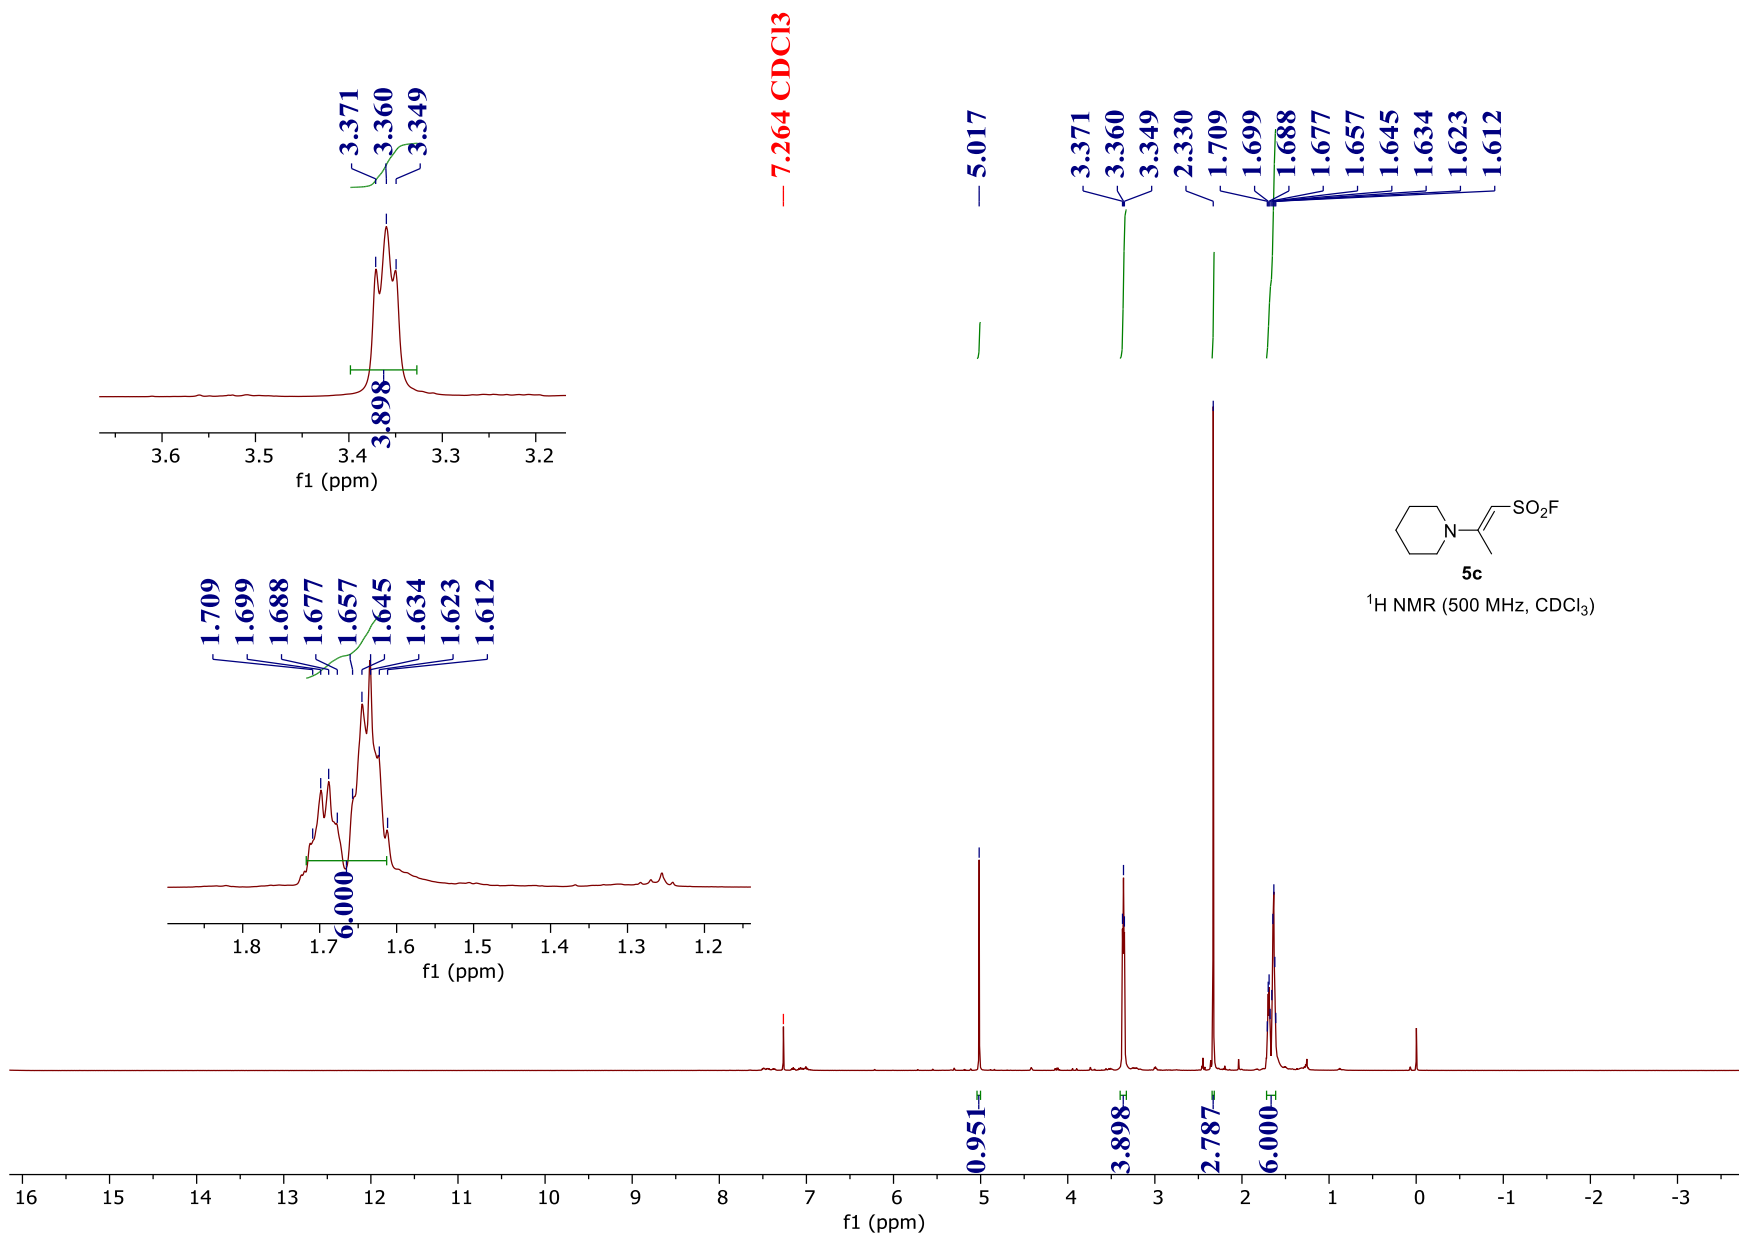 7.264 CDCl3
5.017
3.371
3.360
3.349
2.330
1.709
1.699
1.688
1.677
1.657
1.645
1.634
1.623
1.612
3.371
3.360
3.349
3.898
3.6 3.5 3.4 3.3 3.2
f1 (ppm)
1.709
1.699
1.688
1.677
1.657
1.645
1.634
1.623
1.612
6.000
1.8 1.7 1.6 1.5 1.4 1.3 1.2
f1 (ppm)
N
SO₂F
5c
¹H NMR (500 MHz, CDCl₃)
0.951
3.898
2.787
6.000
16 15 14 13 12 11 10 9 8 7 6 5 4 3 2 1 0 -1 -2 -3
f1 (ppm)